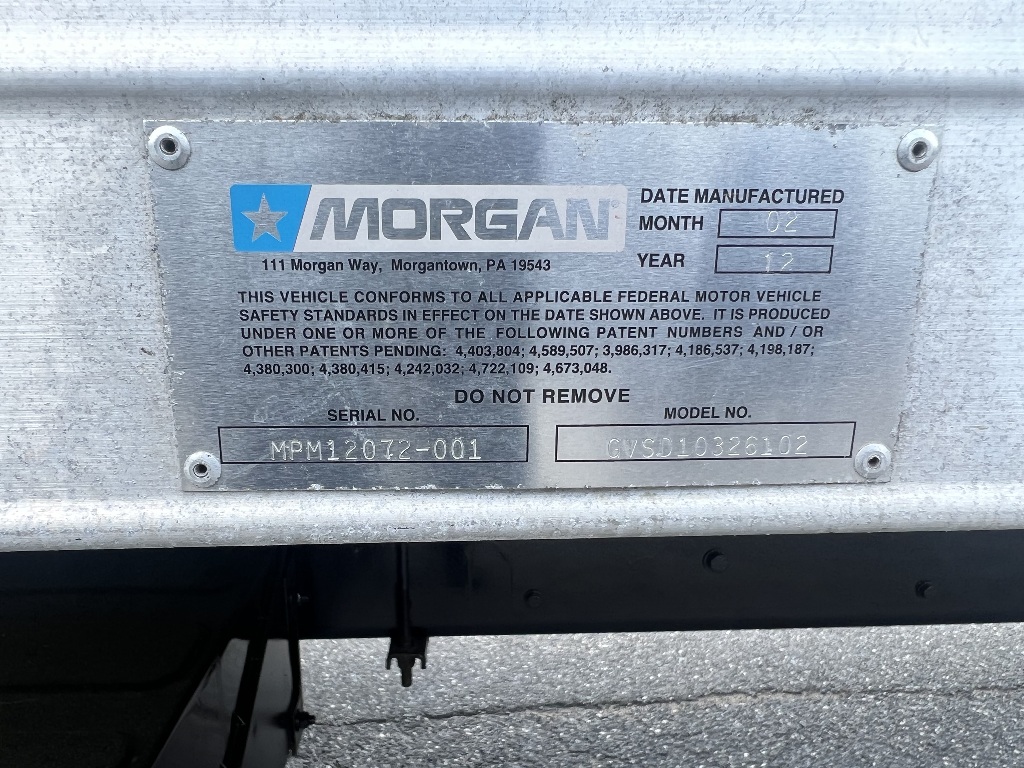 MORGAN®
111 Morgan Way, Morgantown, PA 19543
DATE MANUFACTURED
MONTH 02
YEAR 12
THIS VEHICLE CONFORMS TO ALL APPLICABLE FEDERAL MOTOR VEHICLE
SAFETY STANDARDS IN EFFECT ON THE DATE SHOWN ABOVE. IT IS PRODUCED
UNDER ONE OR MORE OF THE FOLLOWING PATENT NUMBERS AND / OR
OTHER PATENTS PENDING: 4,403,804; 4,589,507; 3,986,317; 4,186,537; 4,198,187;
4,380,300; 4,380,415; 4,242,032; 4,722,109; 4,673,048.
DO NOT REMOVE
SERIAL NO. MODEL NO.
MPM12072-001 GVSD10326102